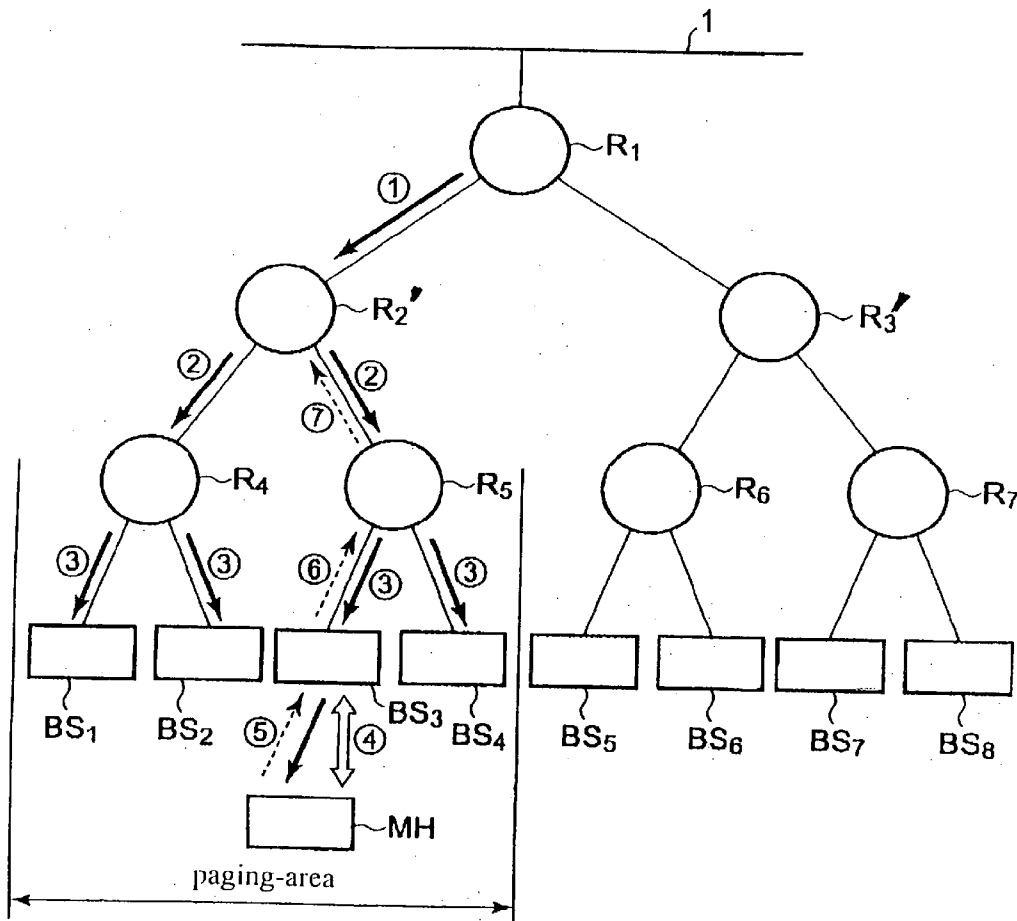 1
R1
①
R2'
R3'
②
②
⑦
R4
R5
R6
R7
③
③
⑥
③
③
BS1
BS2
BS3
BS4
BS5
BS6
BS7
BS8
⑤
④
MH
paging-area